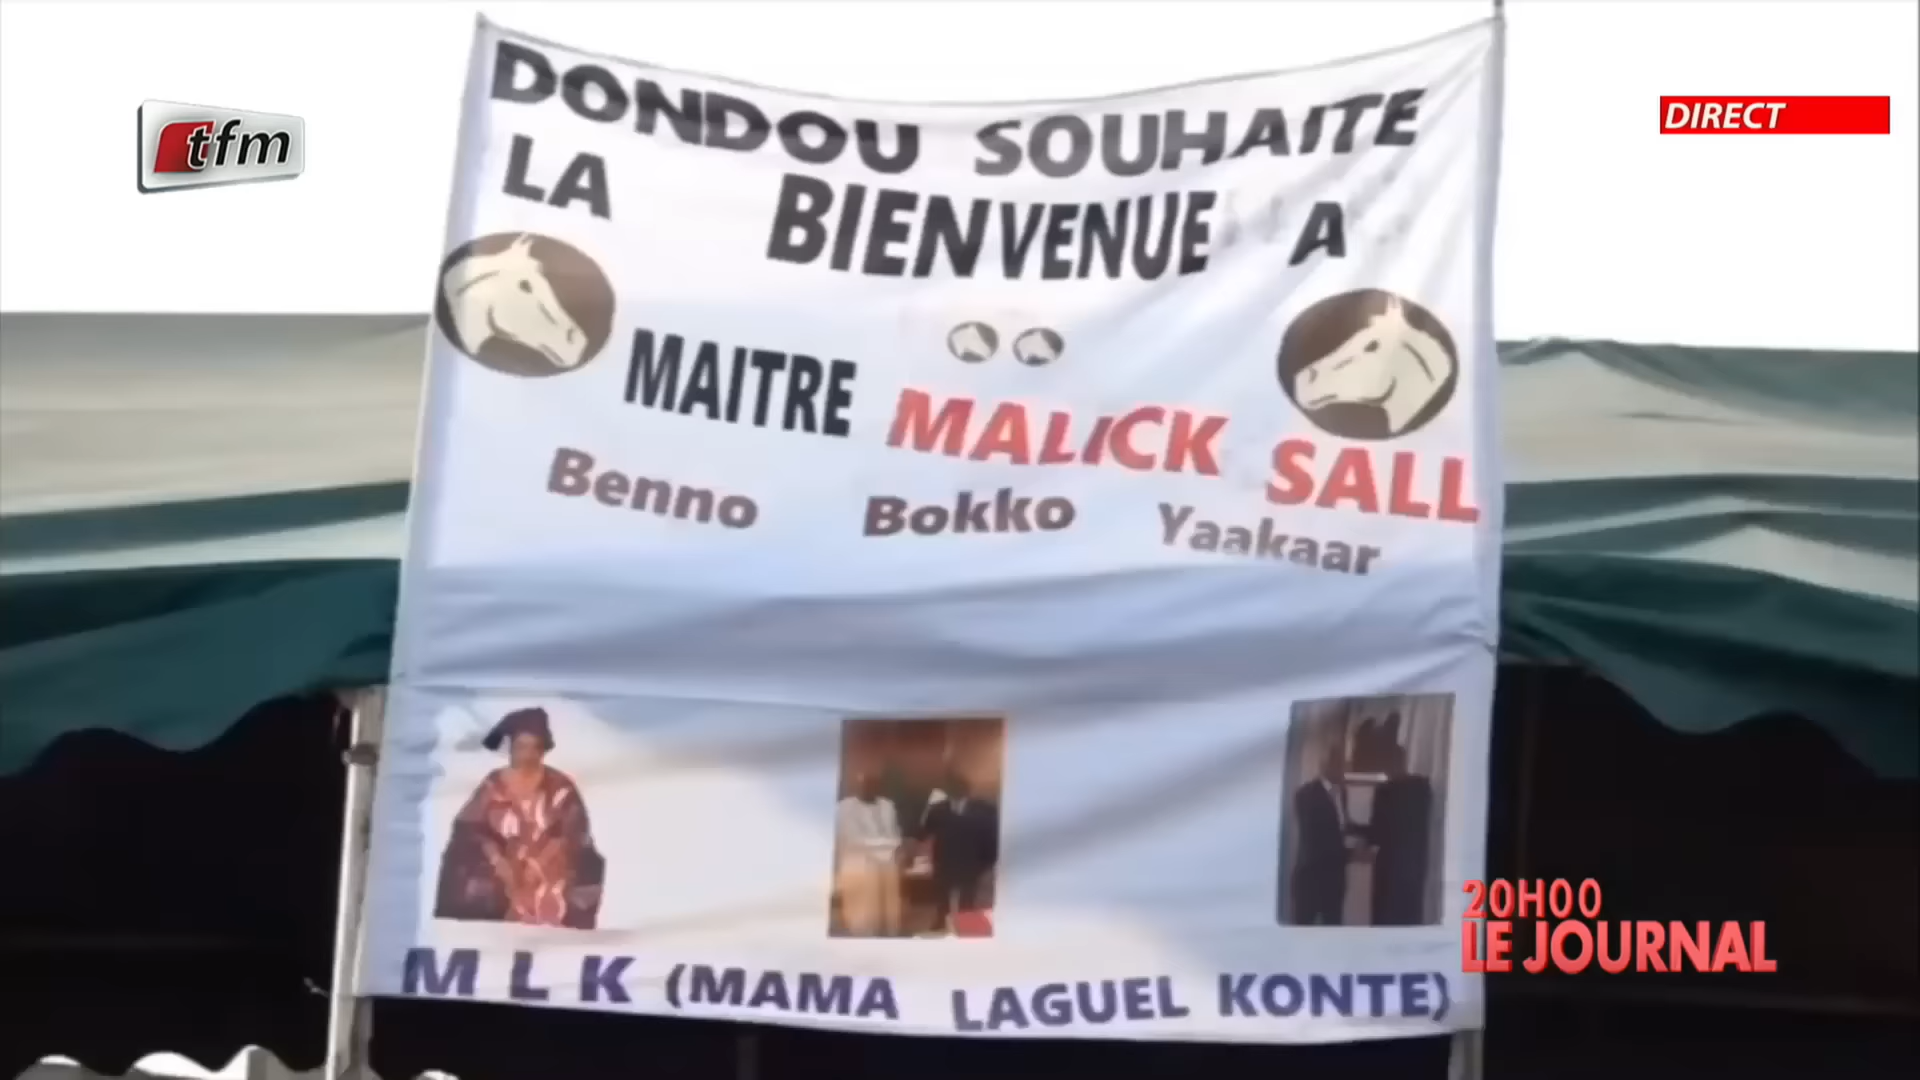 tfm
DIRECT
DONDOU SOUHAITE
LA BIENVENUE A
MAITRE MALICK SALL
Benno Bokko Yaakaar
M L K (MAMA LAGUEL KONTE)
20H00
LE JOURNAL